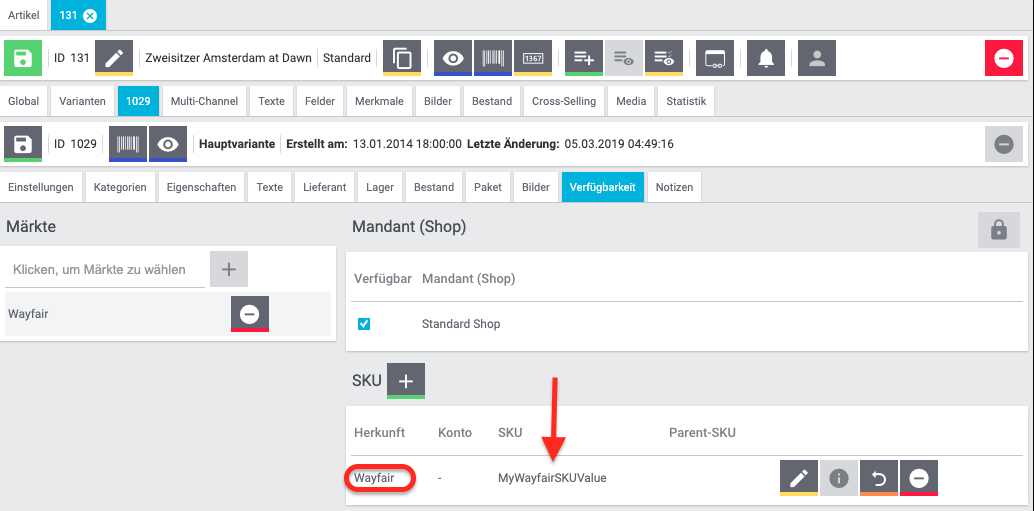 Artikel 131
ID 131 Zweisitzer Amsterdam at Dawn Standard 1367
Global Varianten 1029 Multi-Channel Texte Felder Merkmale Bilder Bestand Cross-Selling Media Statistik
ID 1029 Hauptvariante Erstellt am: 13.01.2014 18:00:00 Letzte Änderung: 05.03.2019 04:49:16
Einstellungen Kategorien Eigenschaften Texte Lieferant Lager Bestand Paket Bilder Verfügbarkeit Notizen
Märkte
Klicken, um Märkte zu wählen
Wayfair
Mandant (Shop)
Verfügbar Mandant (Shop)
Standard Shop
SKU
Herkunft Konto SKU Parent-SKU
Wayfair - MyWayfairSKUValue